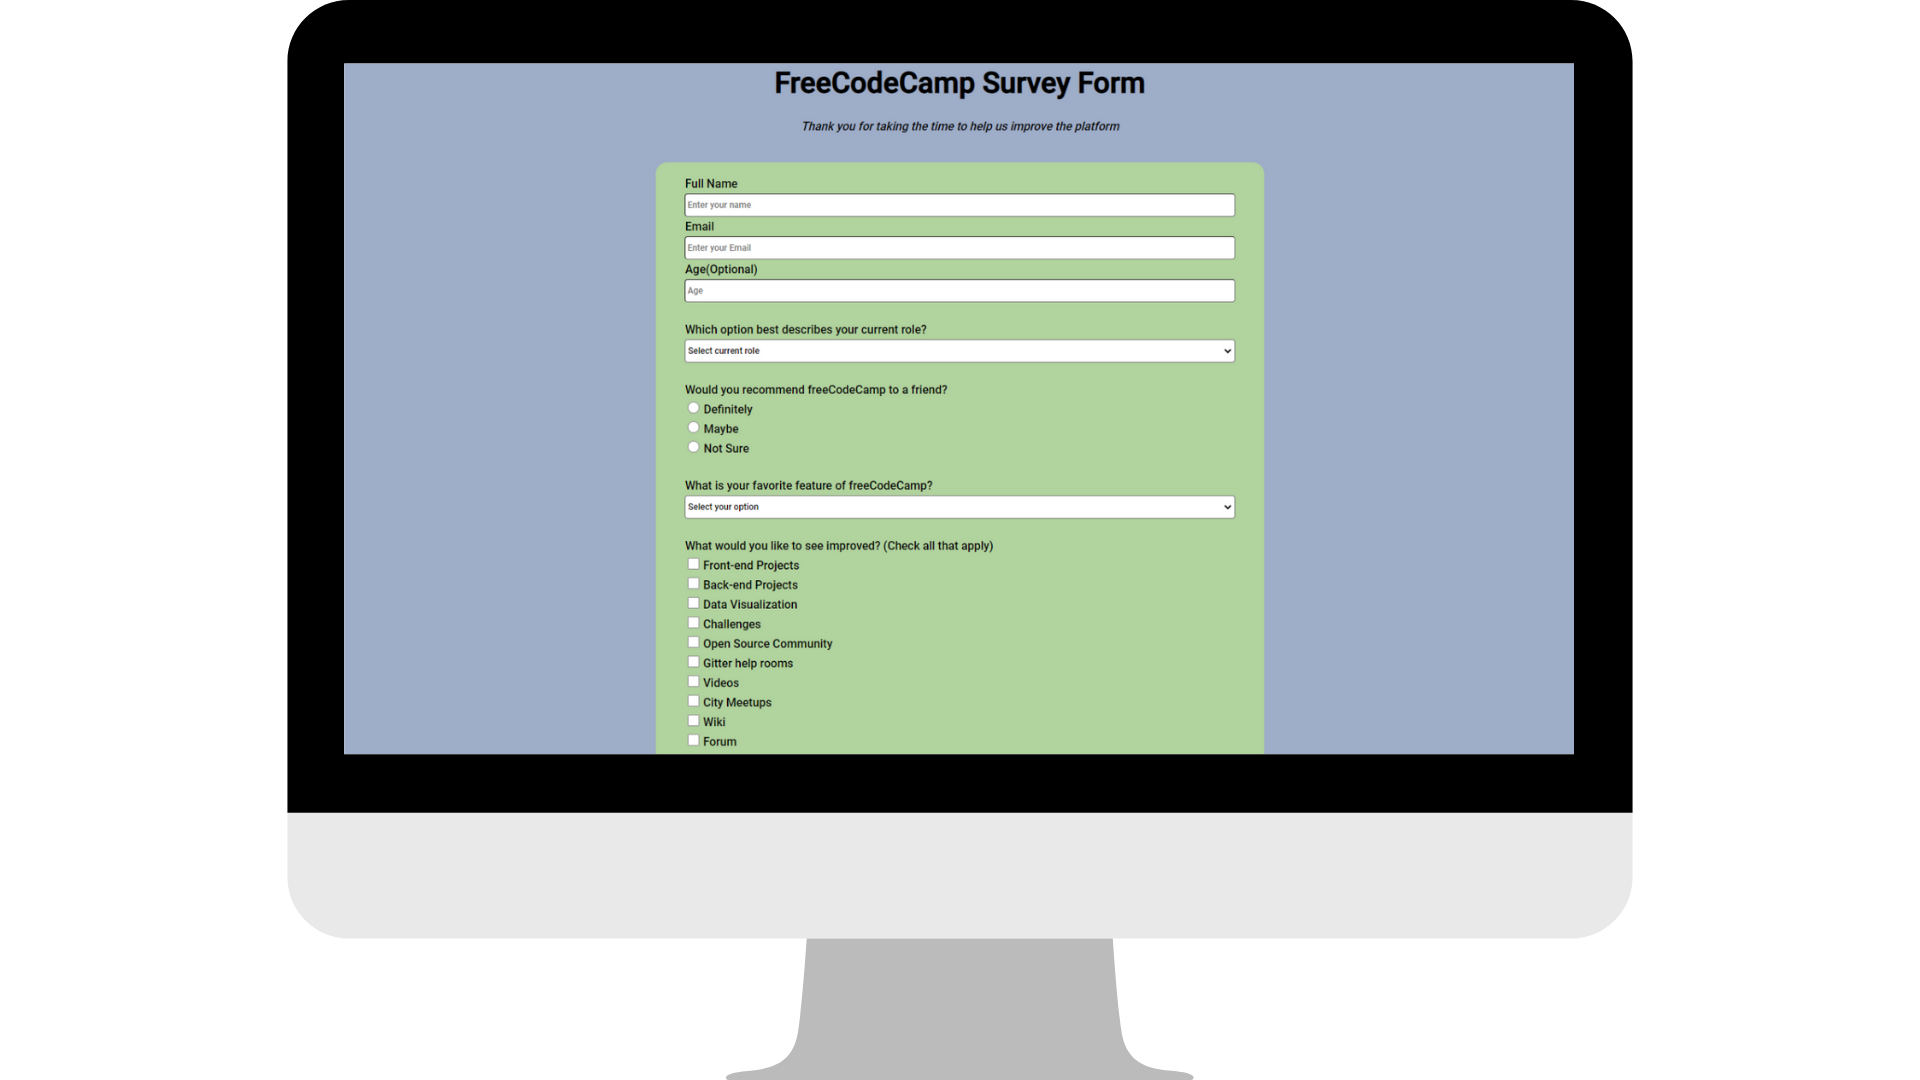 FreeCodeCamp Survey Form
Thank you for taking the time to help us improve the platform
Full Name
Enter your name
Email
Enter your Email
Age(Optional)
Age
Which option best describes your current role?
Select current role
Would you recommend freeCodeCamp to a friend?
Definitely
Maybe
Not Sure
What is your favorite feature of freeCodeCamp?
Select your option
What would you like to see improved? (Check all that apply)
Front-end Projects
Back-end Projects
Data Visualization
Challenges
Open Source Community
Gitter help rooms
Videos
City Meetups
Wiki
Forum